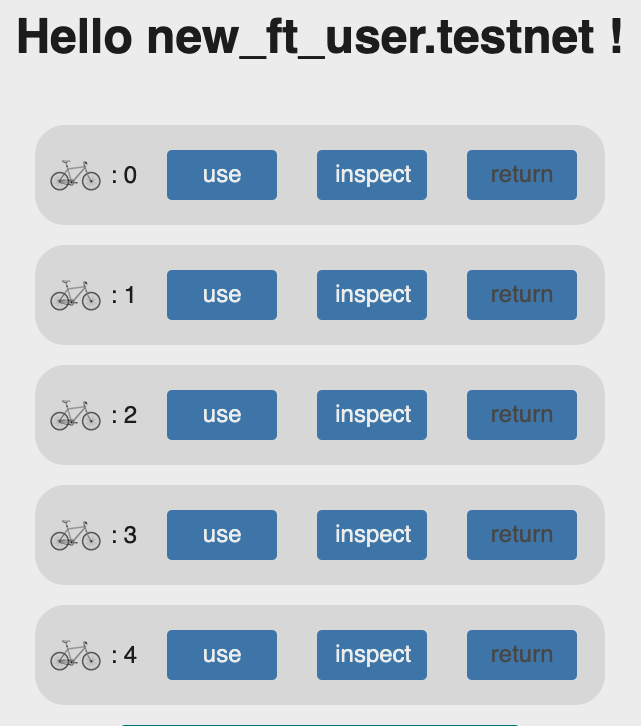 Hello new_ft_user.testnet !
: 0 use inspect return
: 1 use inspect return
: 2 use inspect return
: 3 use inspect return
: 4 use inspect return